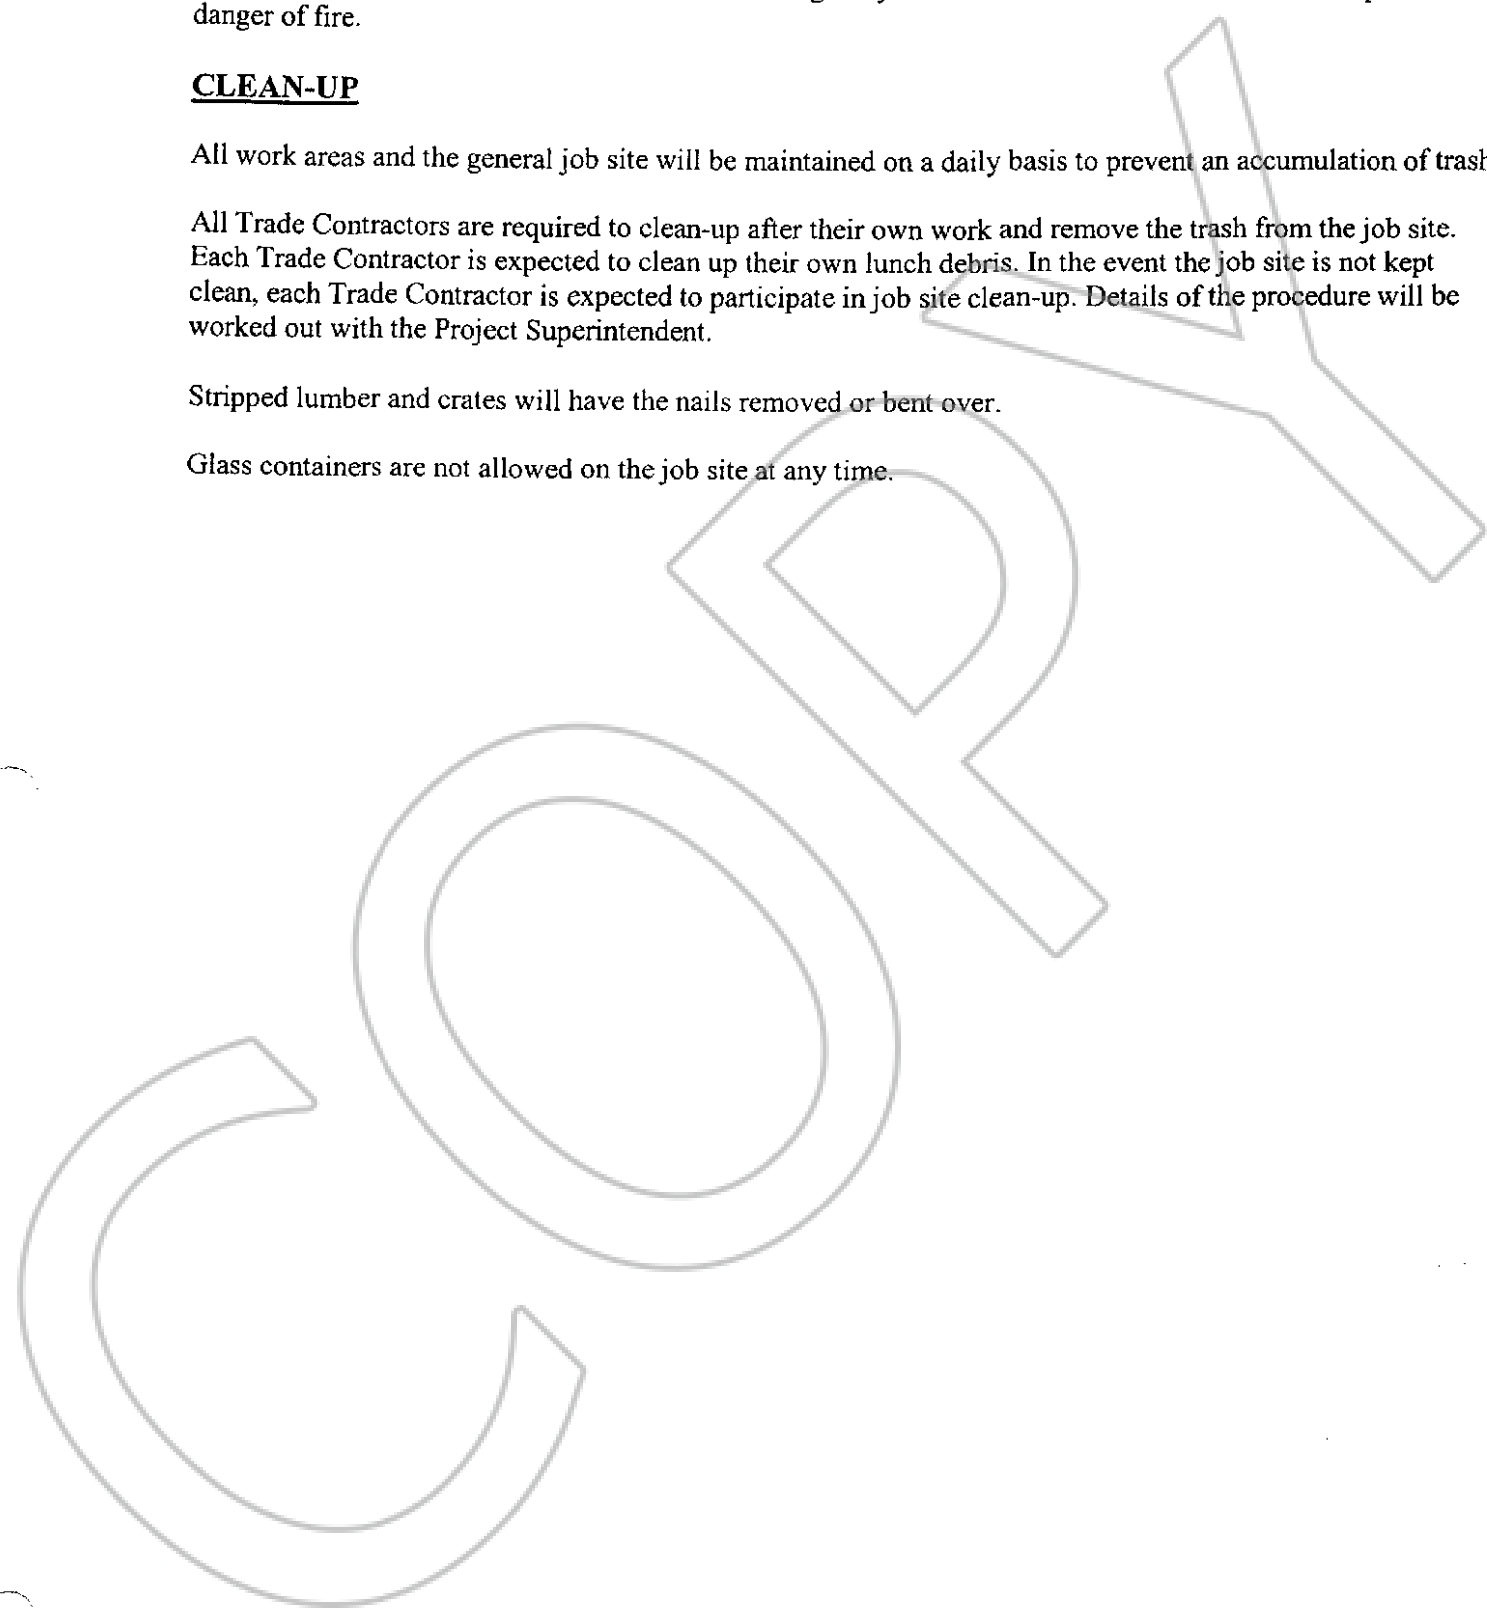 danger of fire.
CLEAN-UP
All work areas and the general job site will be maintained on a daily basis to prevent an accumulation of trash
All Trade Contractors are required to clean-up after their own work and remove the trash from the job site.
Each Trade Contractor is expected to clean up their own lunch debris. In the event the job site is not kept
clean, each Trade Contractor is expected to participate in job site clean-up. Details of the procedure will be
worked out with the Project Superintendent.
Stripped lumber and crates will have the nails removed or bent over.
Glass containers are not allowed on the job site at any time.
COPY